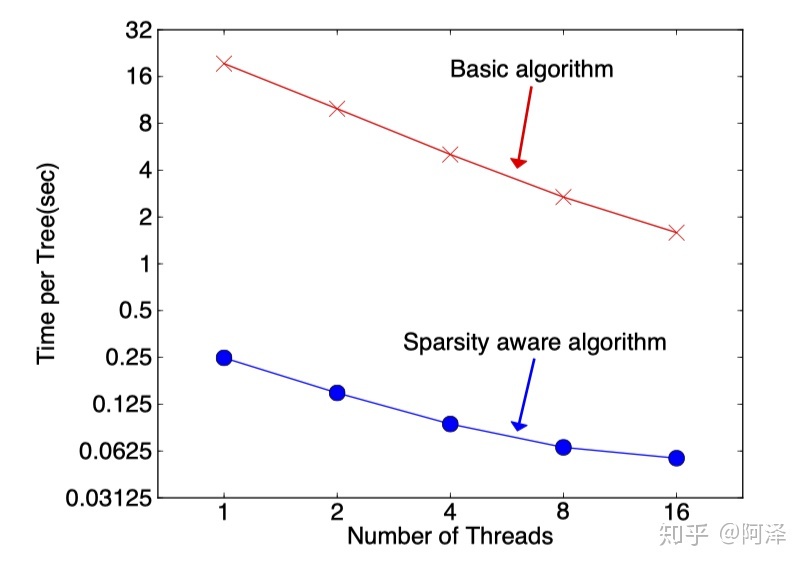 32
16
8
4
2
1
0.5
0.25
0.125
0.0625
0.03125
Time per Tree(sec)
Basic algorithm
Sparsity aware algorithm
1 2 4 8 16
Number of Threads
知乎 @阿泽